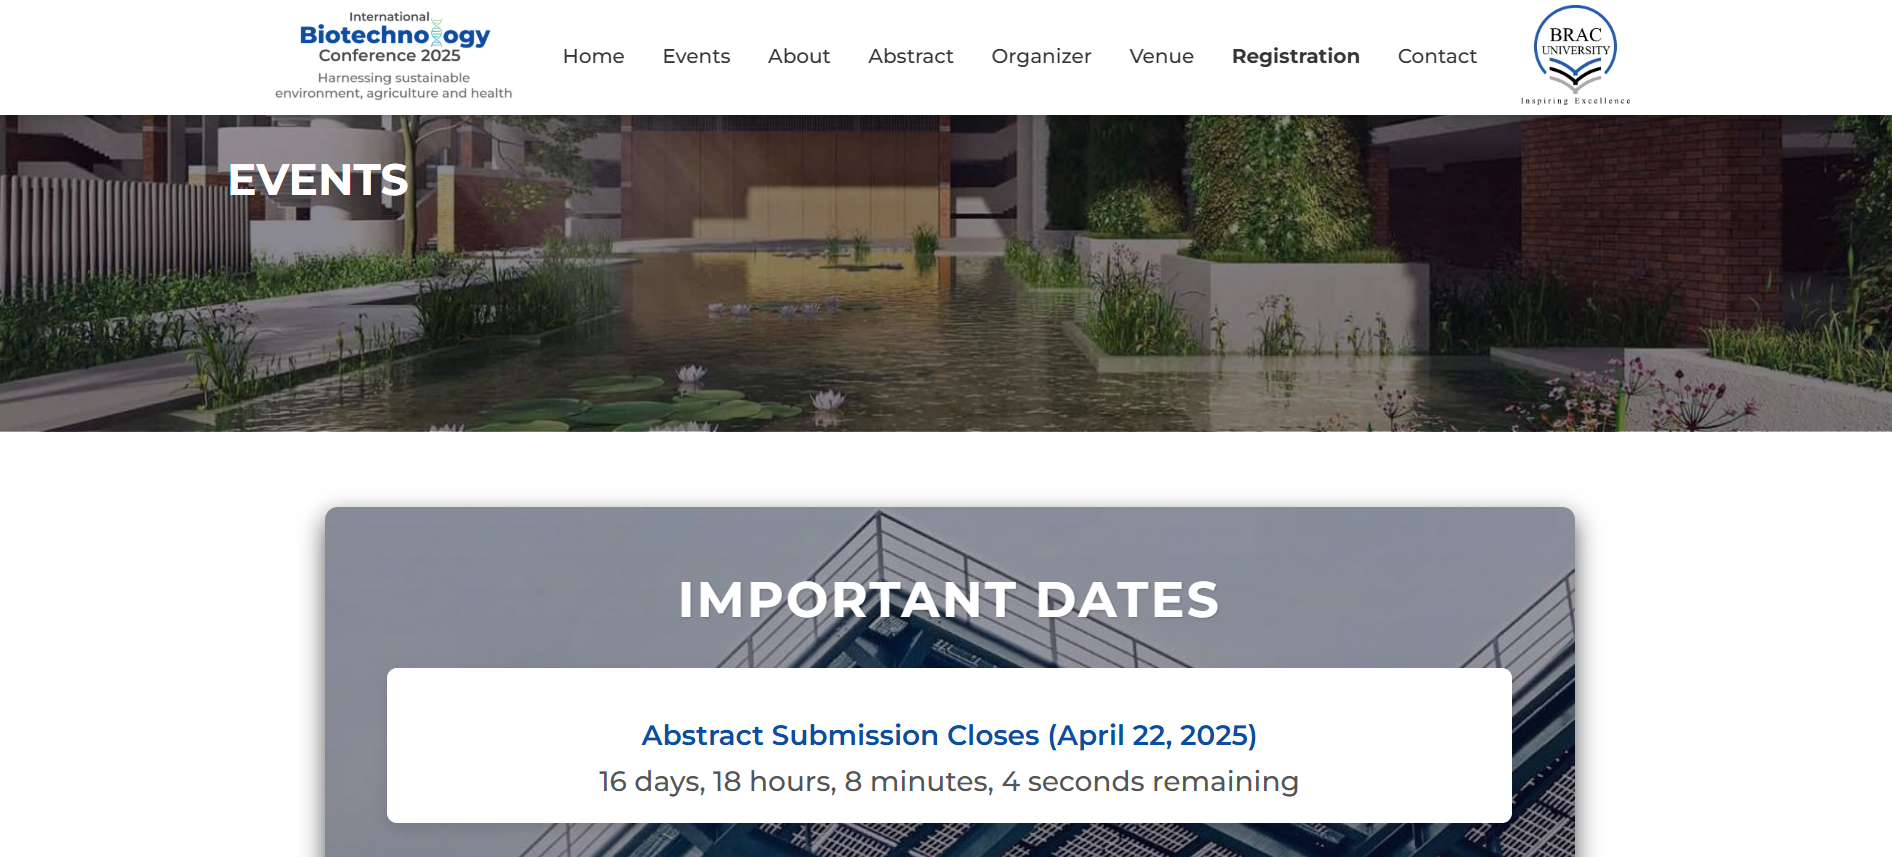 International
Biotechnology
Conference 2025
Harnessing sustainable
environment, agriculture and health
Home Events About Abstract Organizer Venue Registration Contact
BRAC
UNIVERSITY
Inspiring Excellence
EVENTS
IMPORTANT DATES
Abstract Submission Closes (April 22, 2025)
16 days, 18 hours, 8 minutes, 4 seconds remaining